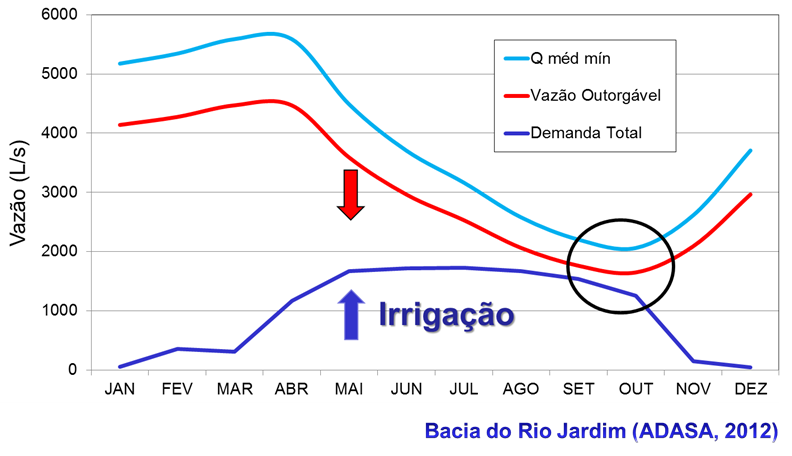 6000
5000
4000
3000
2000
1000
0
Vazão (L/s)
Q méd mín
Vazão Outorgável
Demanda Total
Irrigação
JAN FEV MAR ABR MAI JUN JUL AGO SET OUT NOV DEZ
Bacia do Rio Jardim (ADASA, 2012)